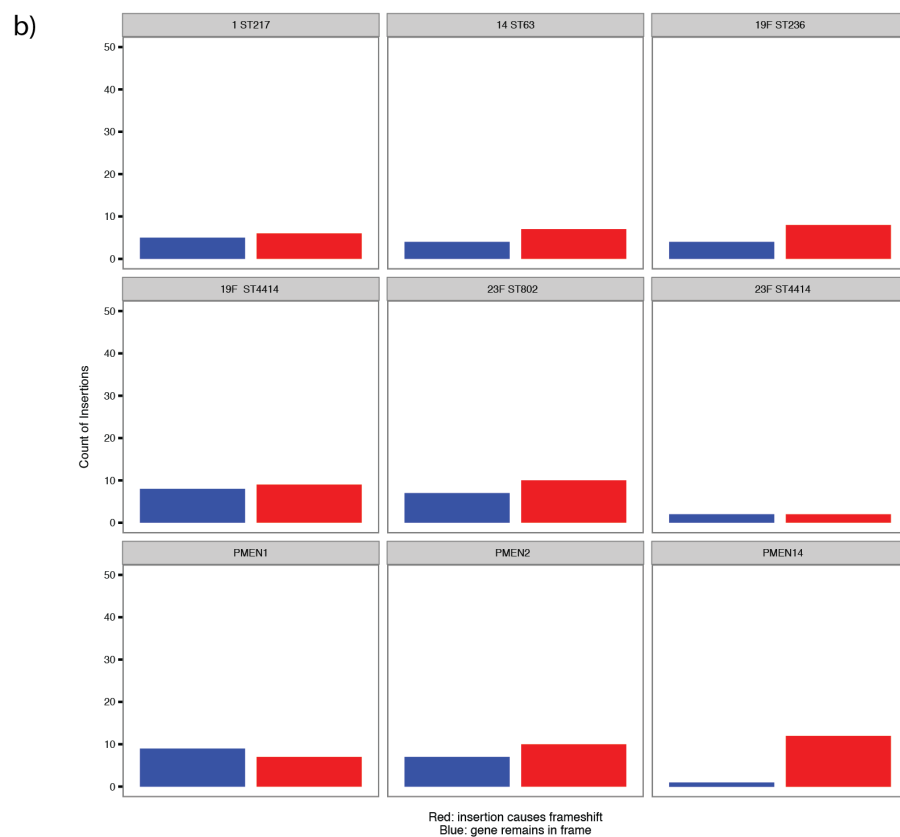 b)
1 ST217
14 ST63
19F ST236
50
40
30
20
10
0
19F  ST4414
23F ST802
23F ST4414
Count of Insertions
50
40
30
20
10
0
PMEN1
PMEN2
PMEN14
50
40
30
20
10
0
Red: insertion causes frameshift
Blue: gene remains in frame